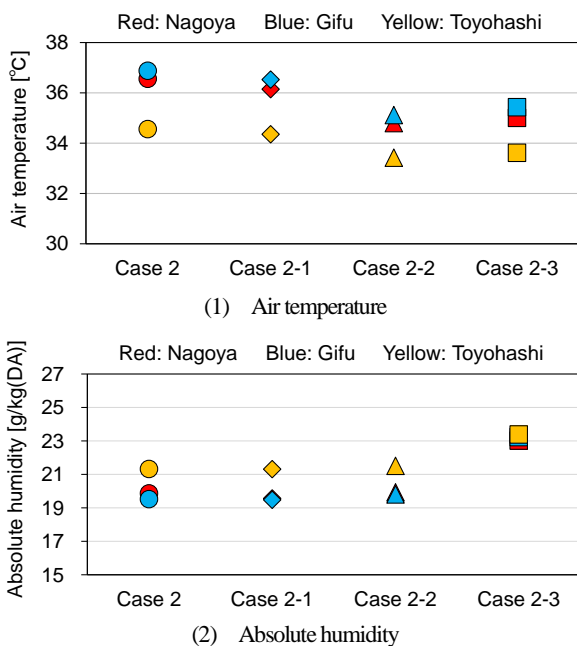 Red: Nagoya Blue: Gifu Yellow: Toyohashi
Air temperature [℃]
38
36
34
32
30
Case 2 Case 2-1 Case 2-2 Case 2-3
(1) Air temperature
Red: Nagoya Blue: Gifu Yellow: Toyohashi
Absolute humidity [g/kg(DA)]
27
25
23
21
19
17
15
Case 2 Case 2-1 Case 2-2 Case 2-3
(2) Absolute humidity